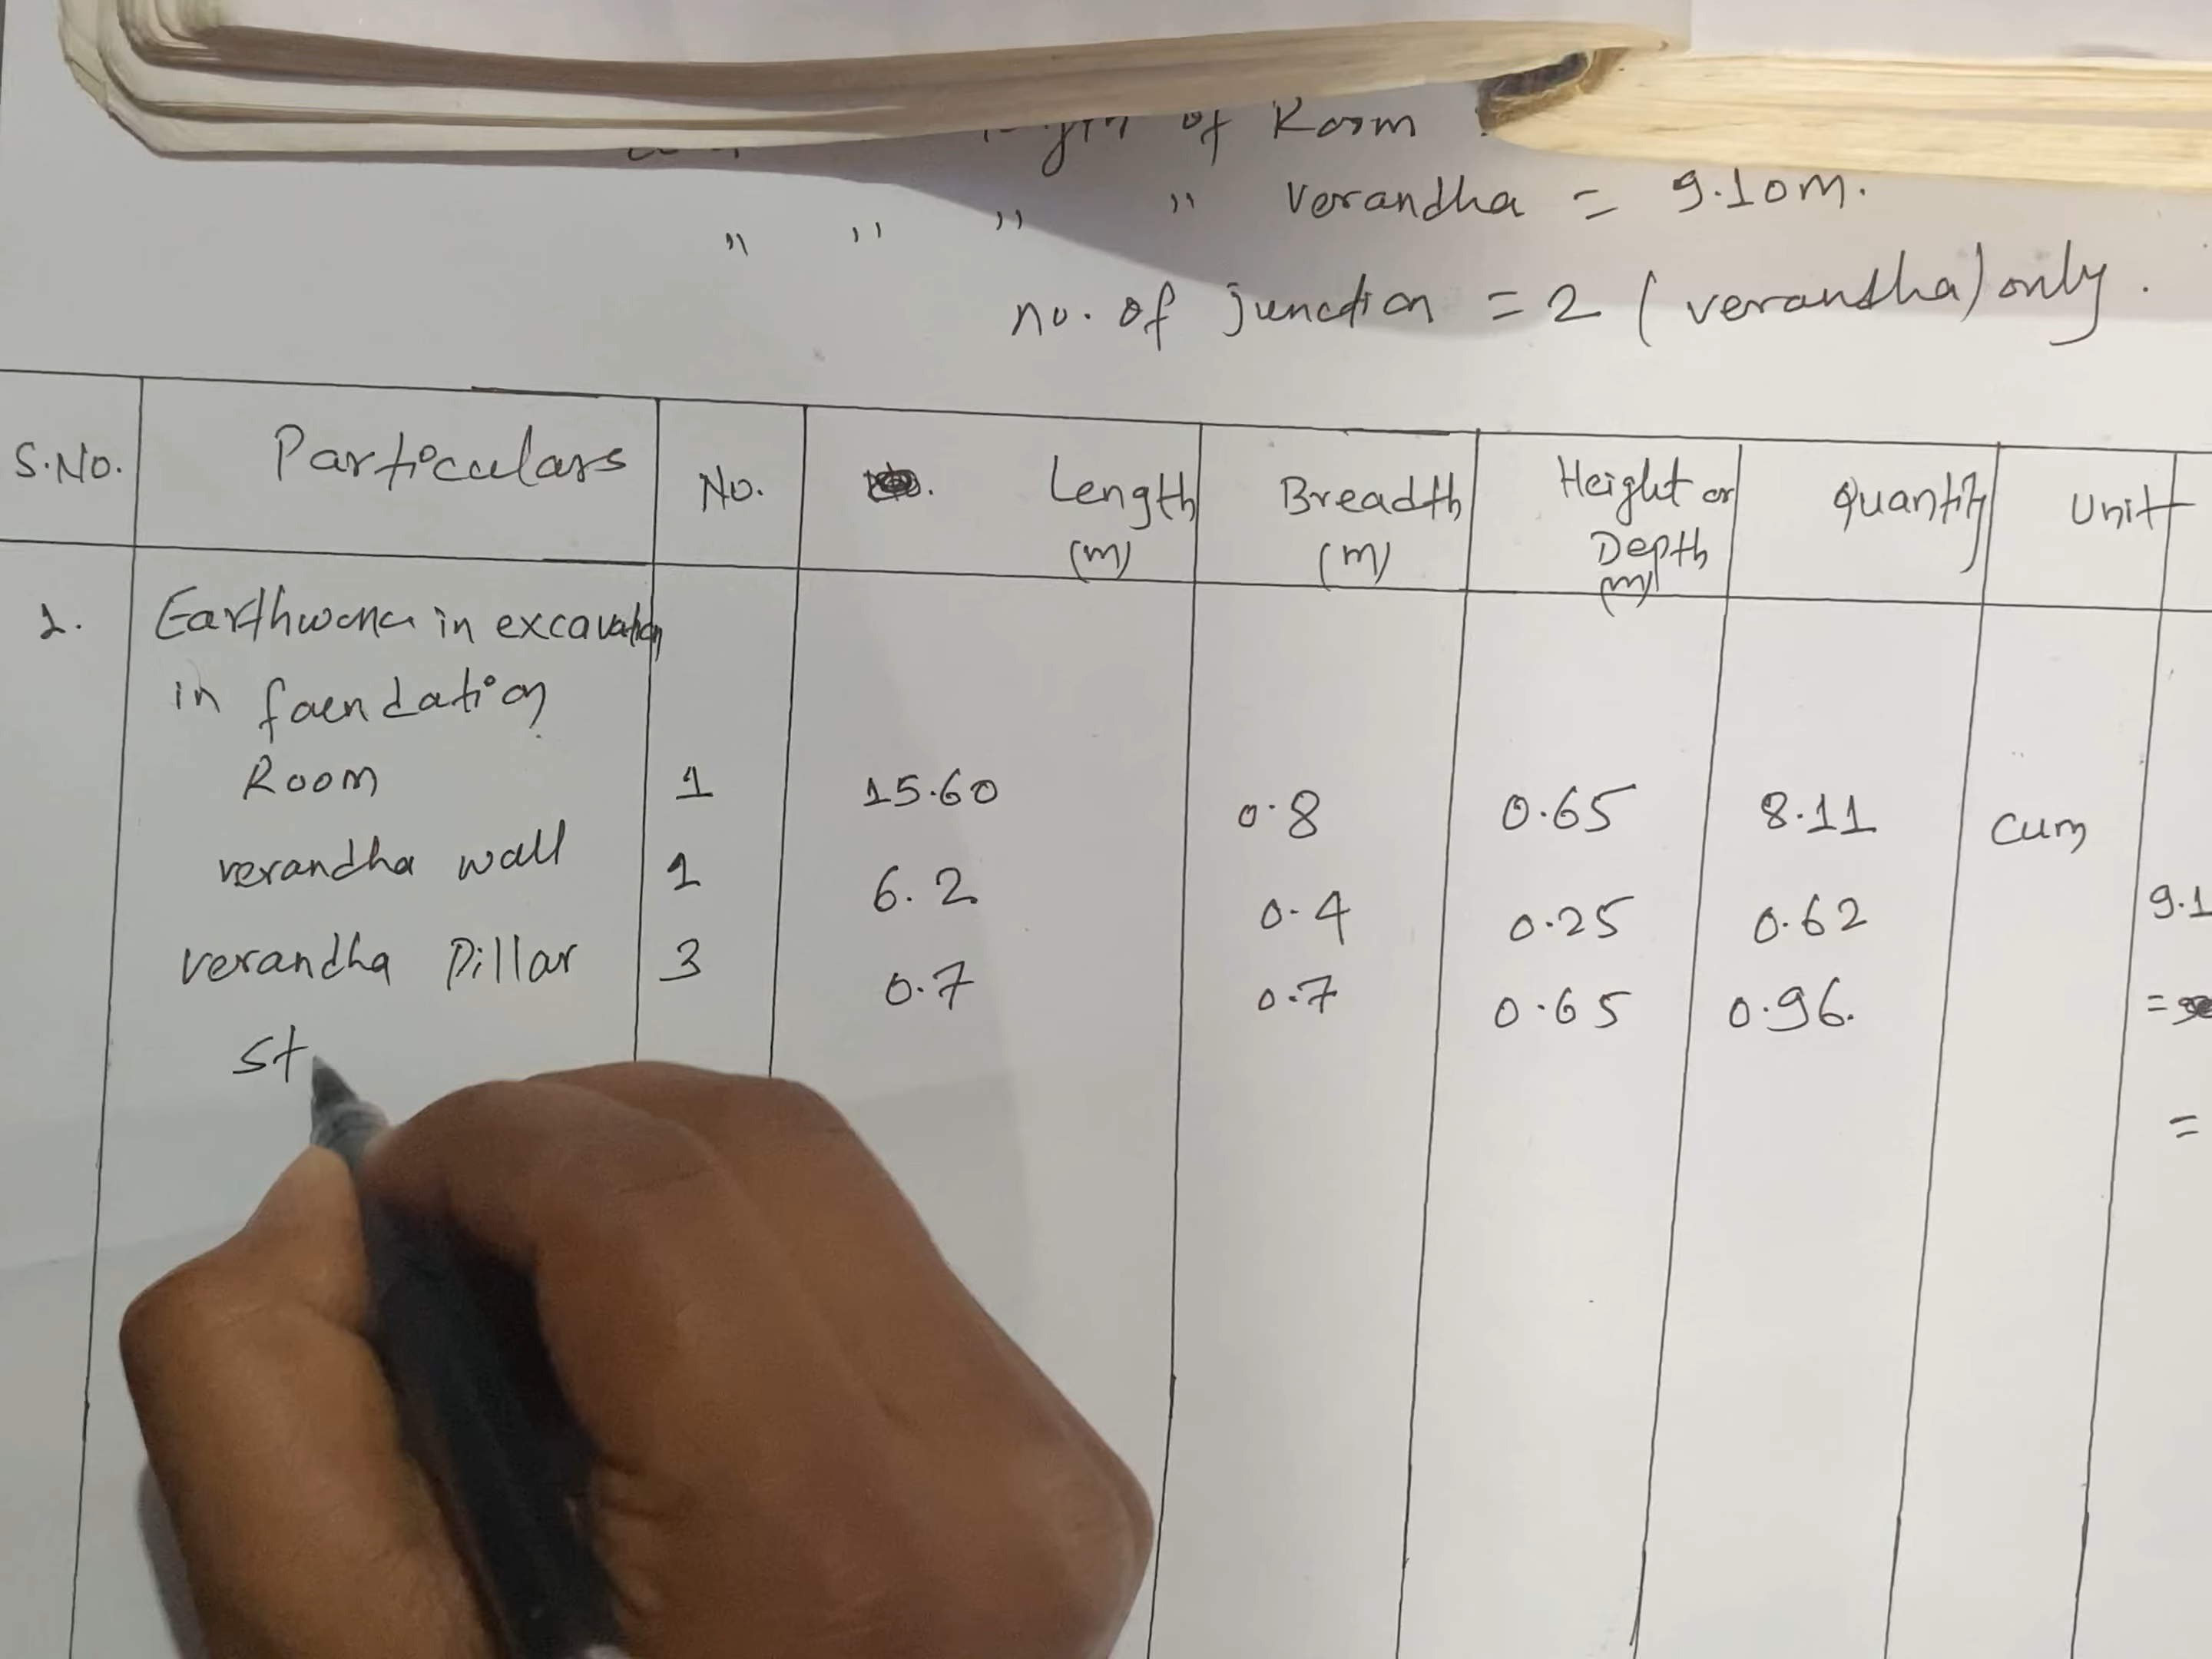 of Room
" " " " verandha = 9.10m.
no. of junction = 2 (verandha) only.
S.No. Particulars No. Length (m) Breadth (m) Height or Depth (m) Quantity Unit
1. Earthwork in excavation
in foundation
Room 1 15.60 0.8 0.65 8.11 Cum
verandha wall 1 6.2 0.4 0.25 0.62
verandha Pillar 3 0.7 0.7 0.65 0.96.
St
9.1
=
=